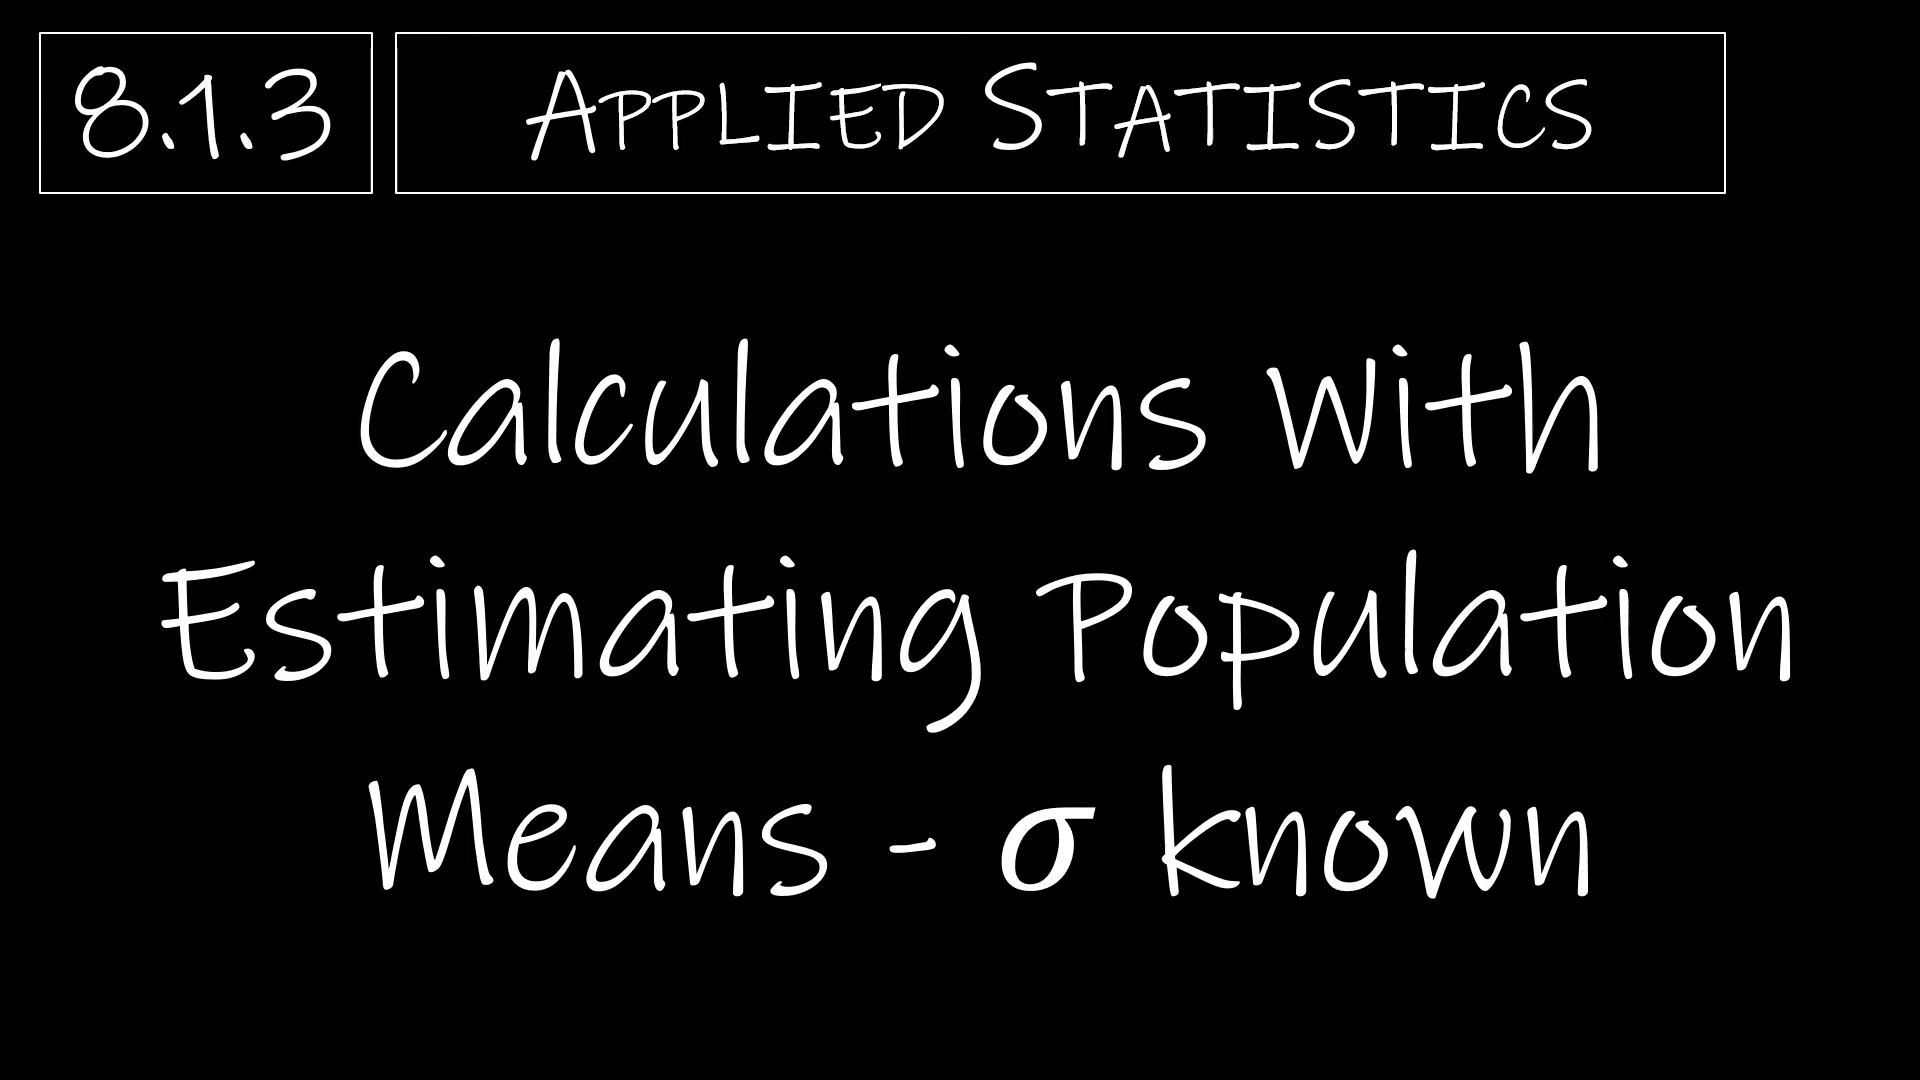 8.1.3
APPLIED STATISTICS
Calculations with
Estimating Population
Means - σ known